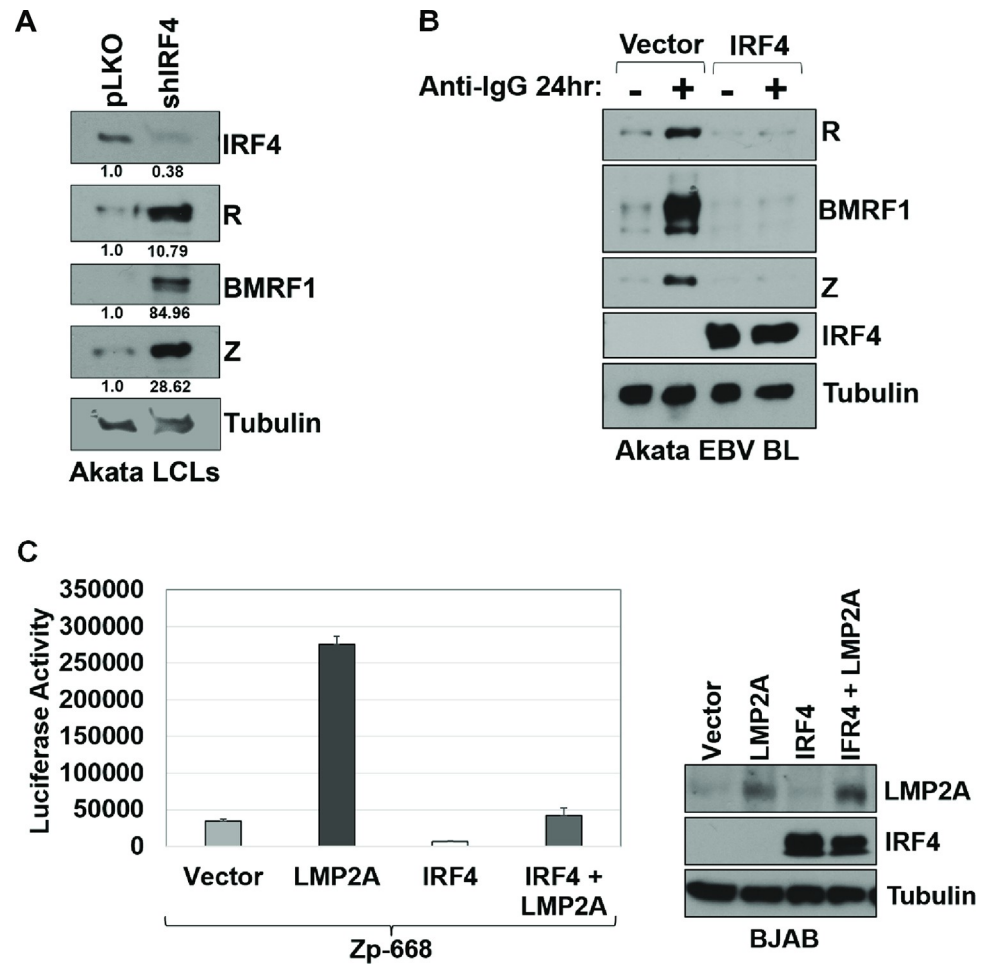 A
pLKO
shIRF4
IRF4
1.0 0.38
R
1.0 10.79
BMRF1
1.0 84.96
Z
1.0 28.62
Tubulin
Akata LCLs
B
Vector IRF4
Anti-IgG 24hr: - + - +
R
BMRF1
Z
IRF4
Tubulin
Akata EBV BL
C
Luciferase Activity
350000
300000
250000
200000
150000
100000
50000
0
Vector LMP2A IRF4 IRF4 +
LMP2A
Zp-668
Vector
LMP2A
IRF4
IFR4 + LMP2A
LMP2A
IRF4
Tubulin
BJAB